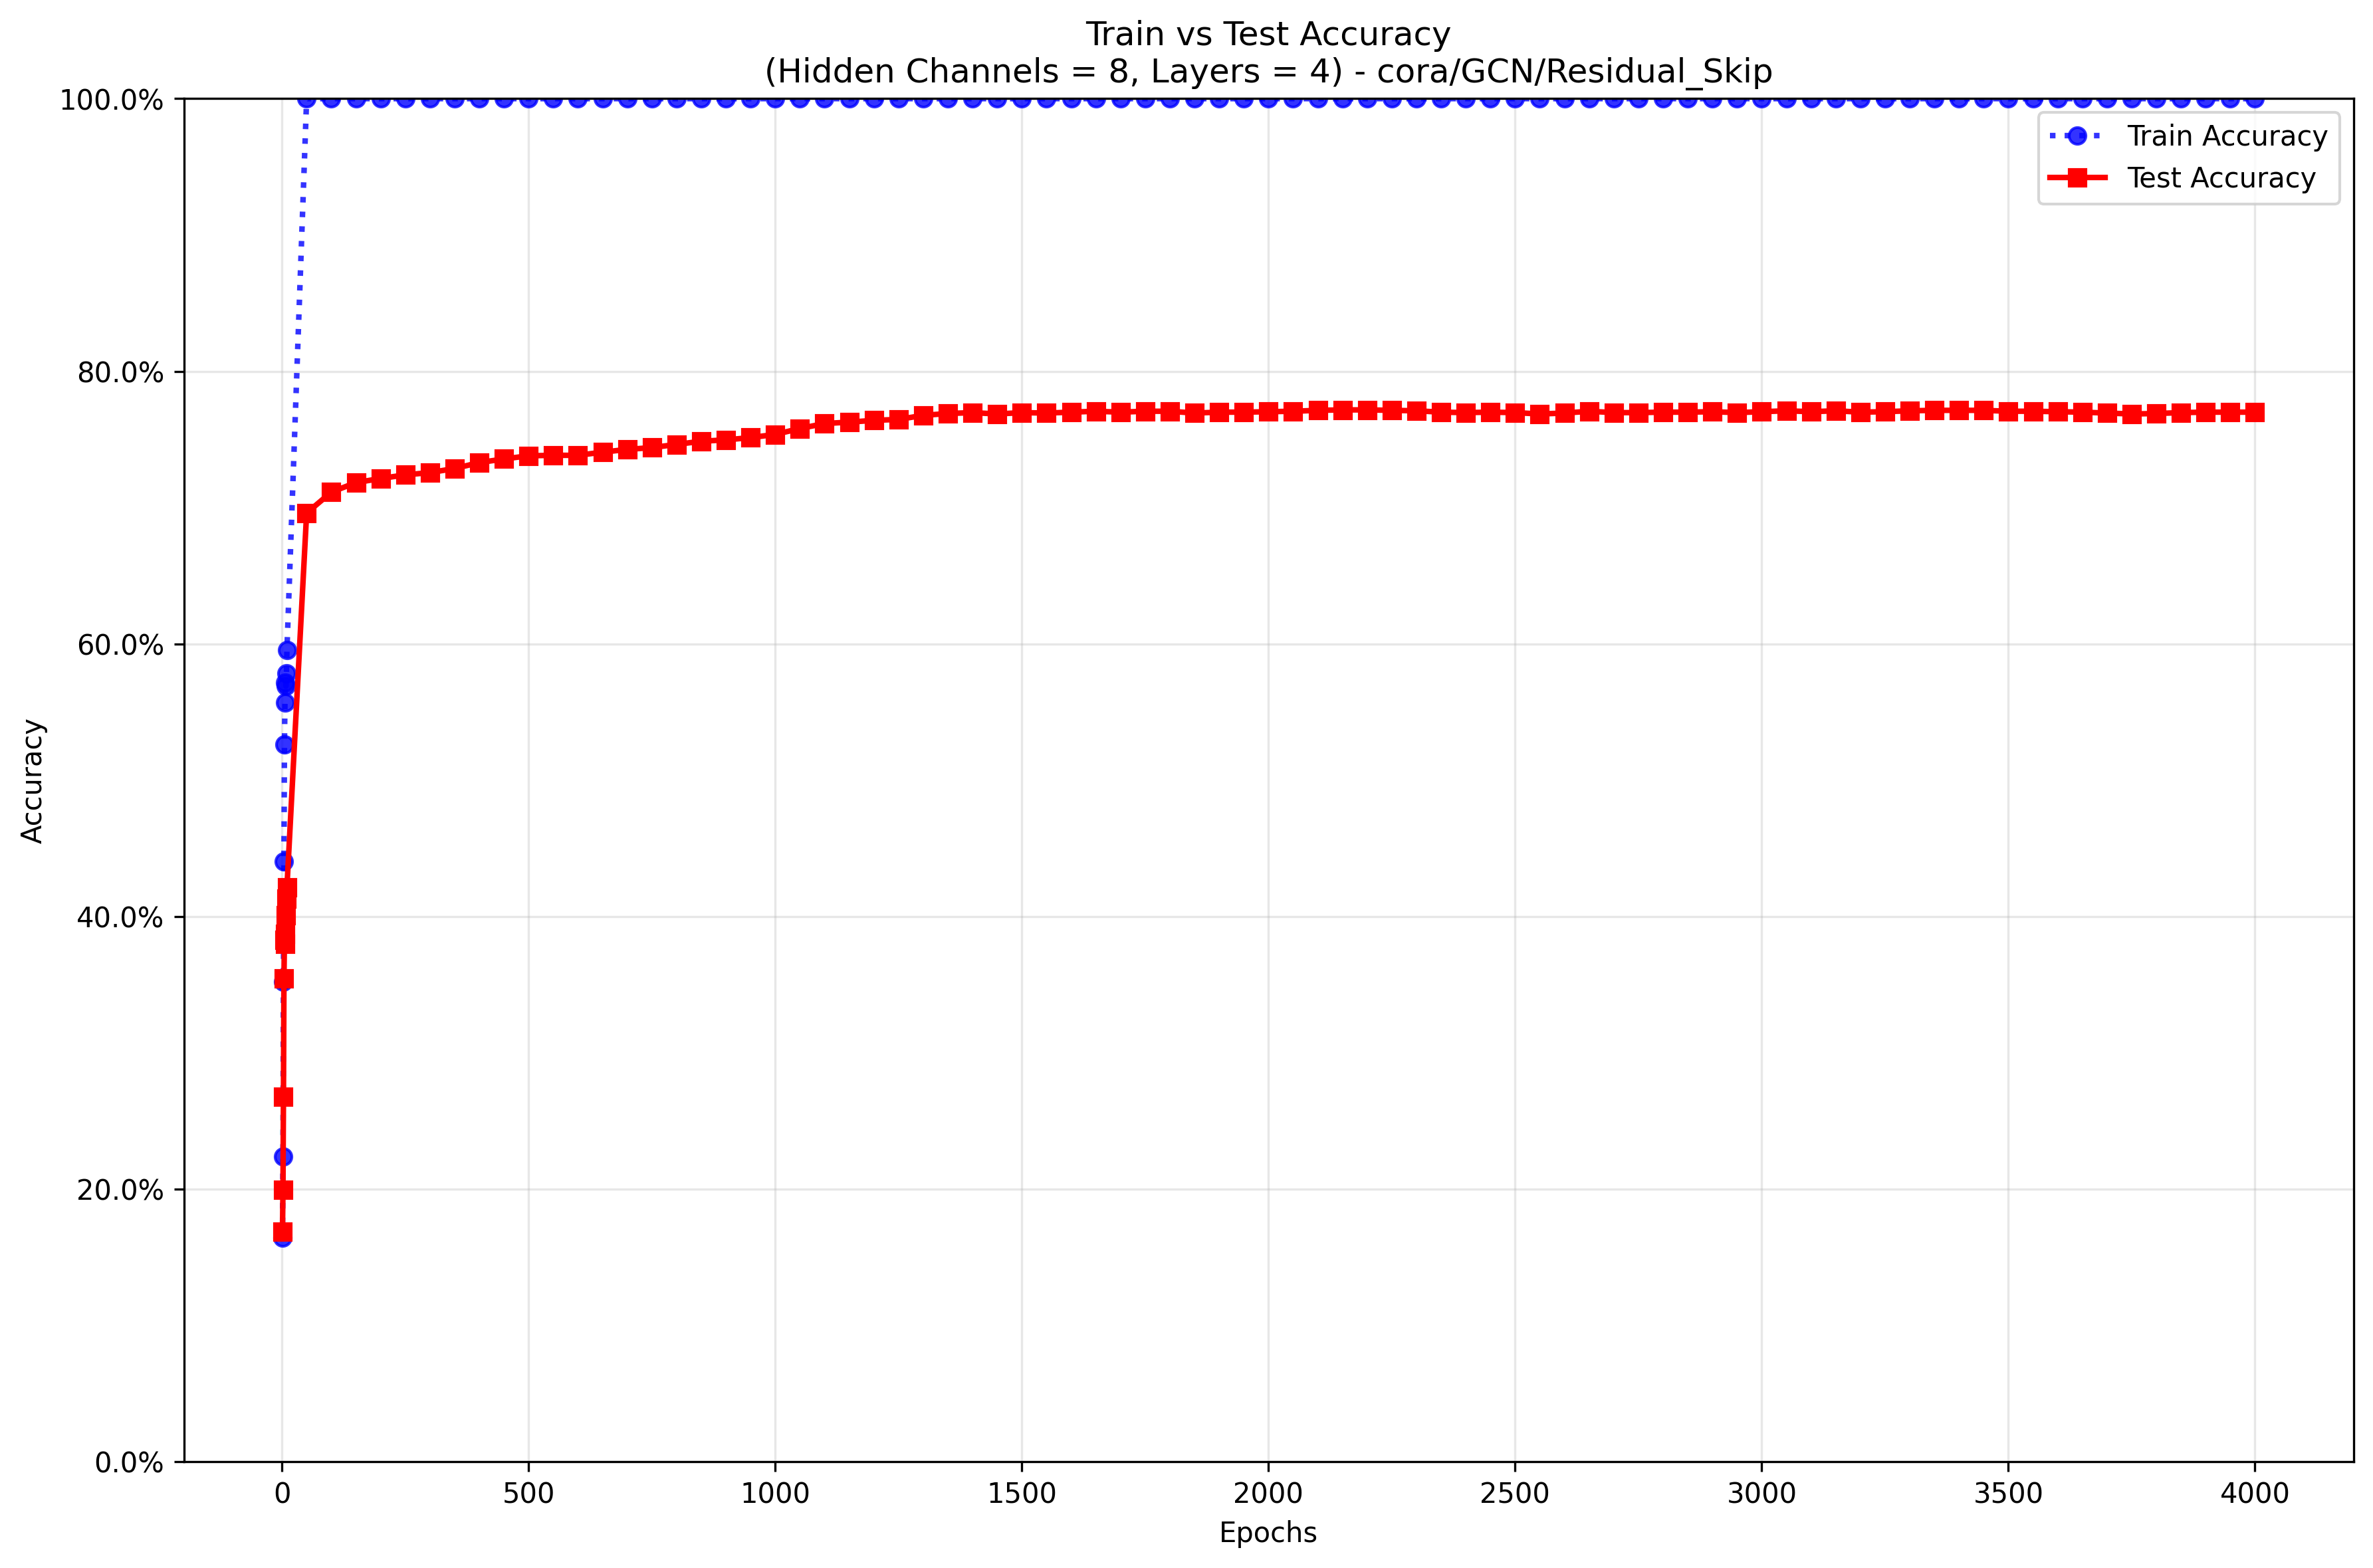 Train vs Test Accuracy
(Hidden Channels = 8, Layers = 4) - cora/GCN/Residual_Skip
100.0%
80.0%
60.0%
40.0%
20.0%
0.0%
Accuracy
Train Accuracy
Test Accuracy
0 500 1000 1500 2000 2500 3000 3500 4000
Epochs